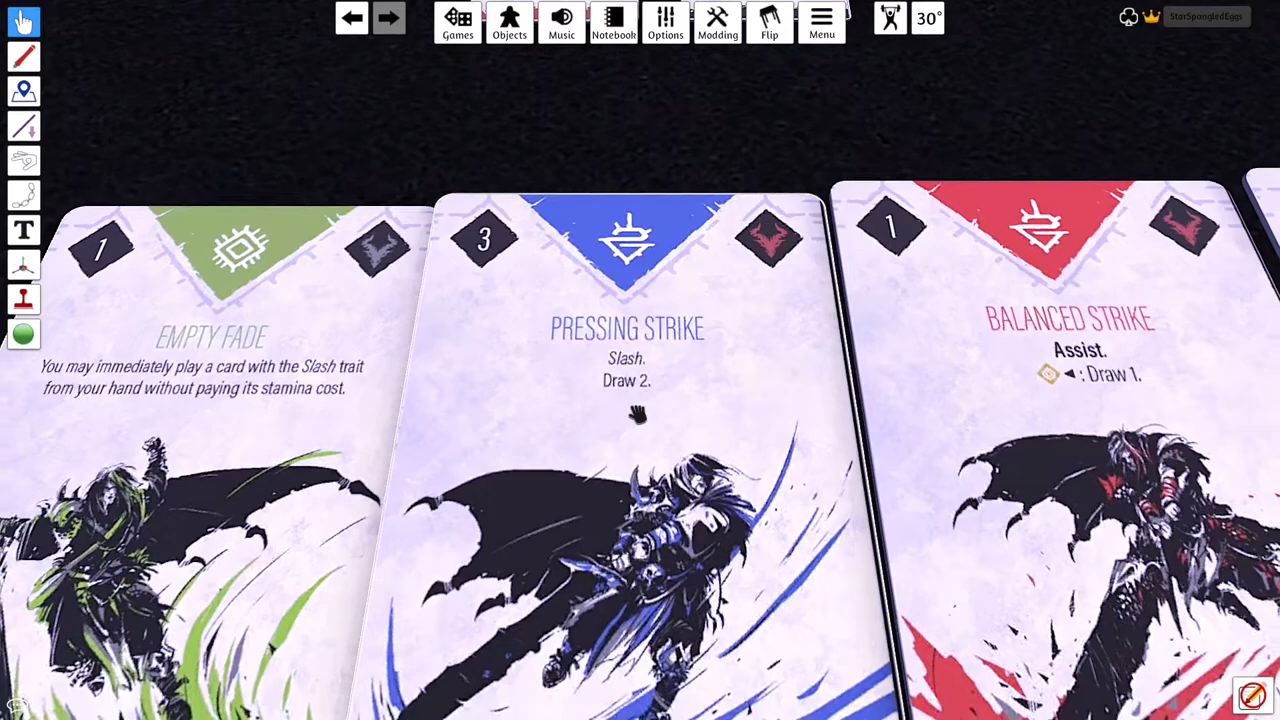 Games
Objects
Music
Notebook
Options
Modding
Flip
Menu
30°
StarSpangledEggs
T
1
EMPTY FADE
You may immediately play a card with the Slash trait
from your hand without paying its stamina cost.
3
PRESSING STRIKE
Slash.
Draw 2.
1
BALANCED STRIKE
Assist.
: Draw 1.